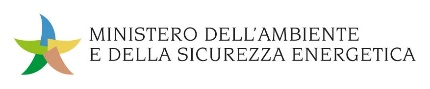 MINISTERO DELL'AMBIENTE
E DELLA SICUREZZA ENERGETICA